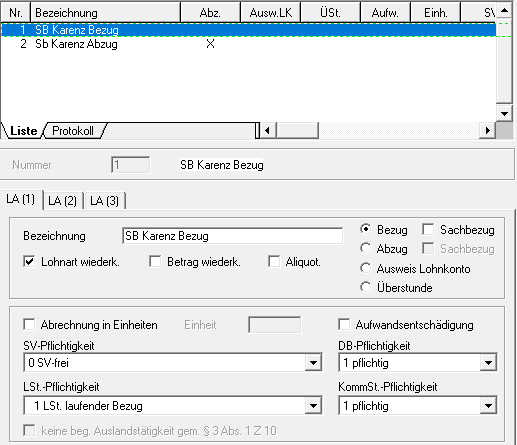 Nr. Bezeichnung Abz. Ausw.LK ÜSt. Aufw. Einh. SV
1 SB Karenz Bezug
2 Sb Karenz Abzug X
Liste Protokoll
Nummer 1 SB Karenz Bezug
LA (1) LA (2) LA (3)
Bezeichnung SB Karenz Bezug Bezug Sachbezug
Abzug Sachbezug
Lohnart wiederk. Betrag wiederk. Aliquot. Ausweis Lohnkonto
Überstunde
Abrechnung in Einheiten Einheit Aufwandsentschädigung
SV-Pflichtigkeit DB-Pflichtigkeit
0 SV-frei 1 pflichtig
LSt.-Pflichtigkeit KommSt.-Pflichtigkeit
1 LSt. laufender Bezug 1 pflichtig
keine beg. Auslandstätigkeit gem. § 3 Abs. 1 Z 10